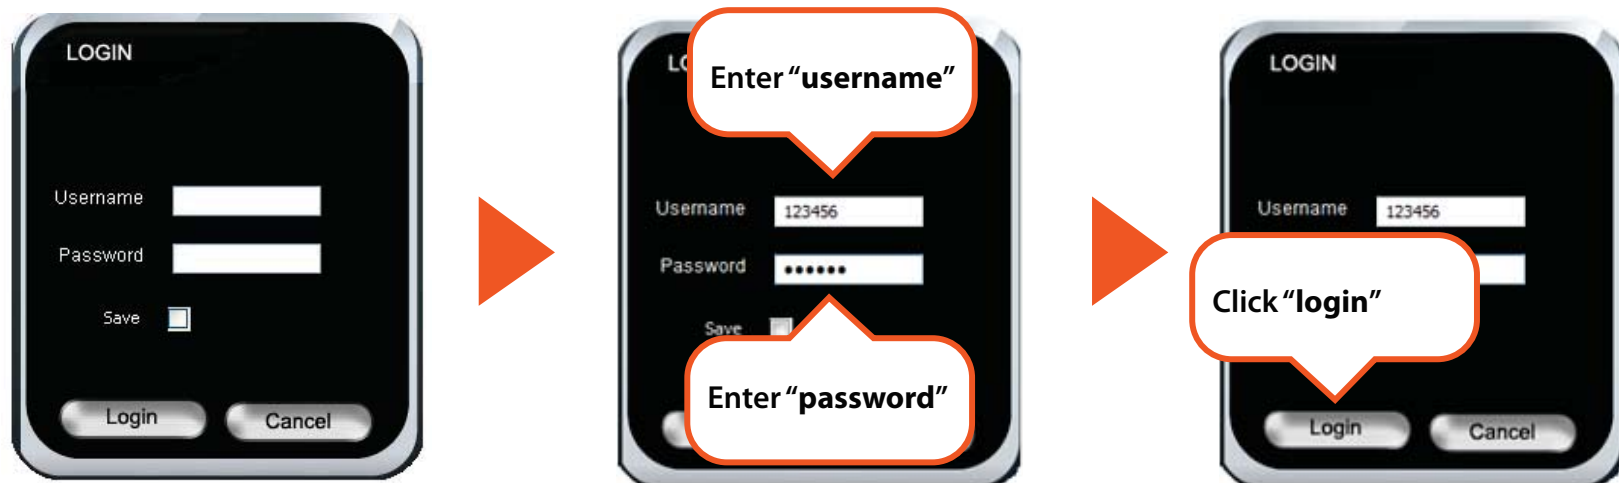 LOGIN
Username
Password
Save
Login
Cancel
Enter “username”
Username 123456
Password ••••••
Save
Enter “password”
LOGIN
Username 123456
Click “login”
Login
Cancel